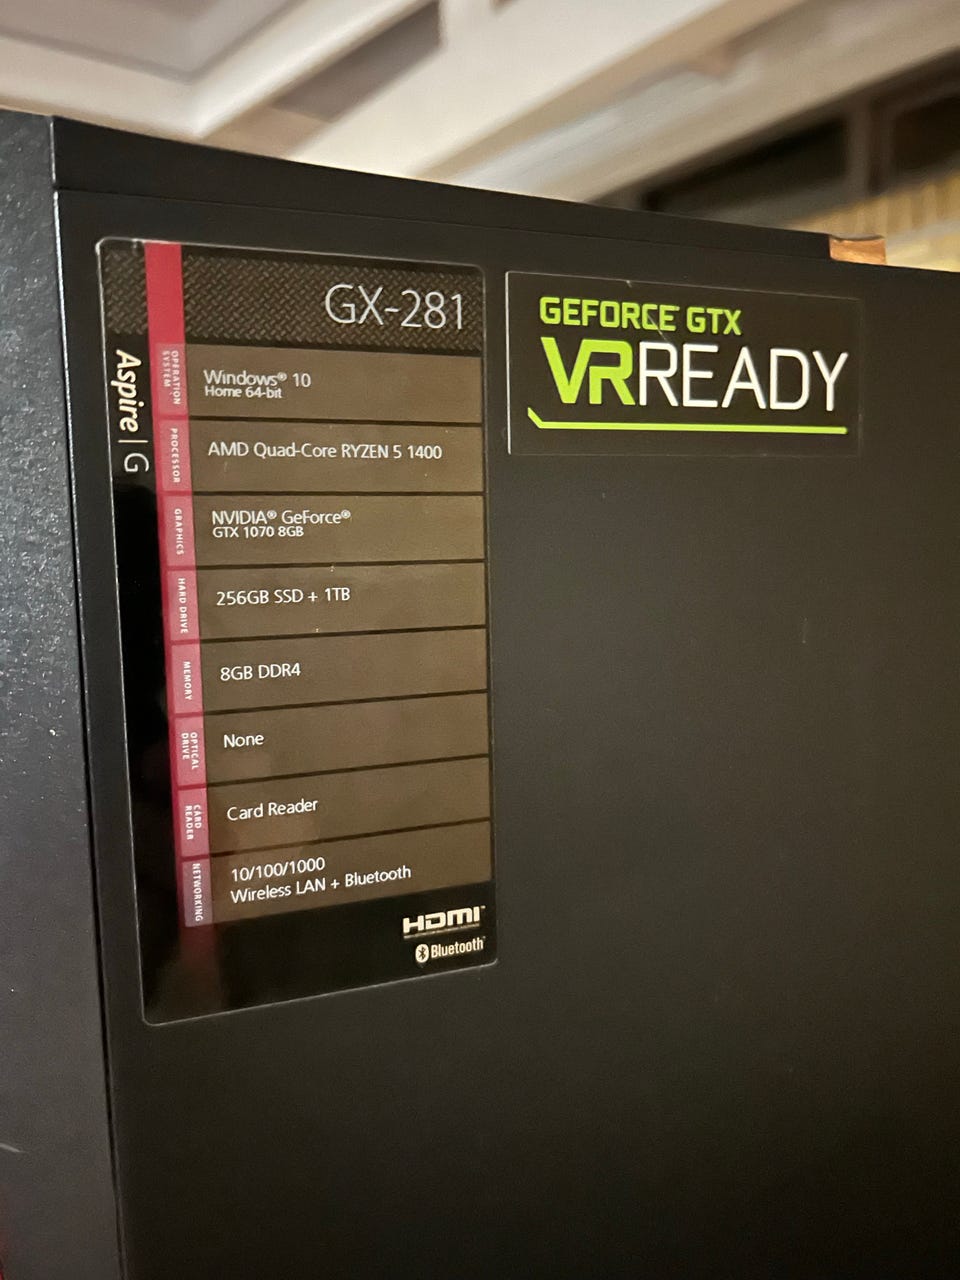 GX-281
Aspire | G
OPERATION SYSTEM
Windows® 10
Home 64-bit
PROCESSOR
AMD Quad-Core RYZEN 5 1400
GRAPHICS
NVIDIA® GeForce®
GTX 1070 8GB
HARD DRIVE
256GB SSD + 1TB
MEMORY
8GB DDR4
OPTICAL DRIVE
None
CARD READER
Card Reader
NETWORKING
10/100/1000
Wireless LAN + Bluetooth
HDMI™
Bluetooth®
GEFORCE® GTX
VRREADY